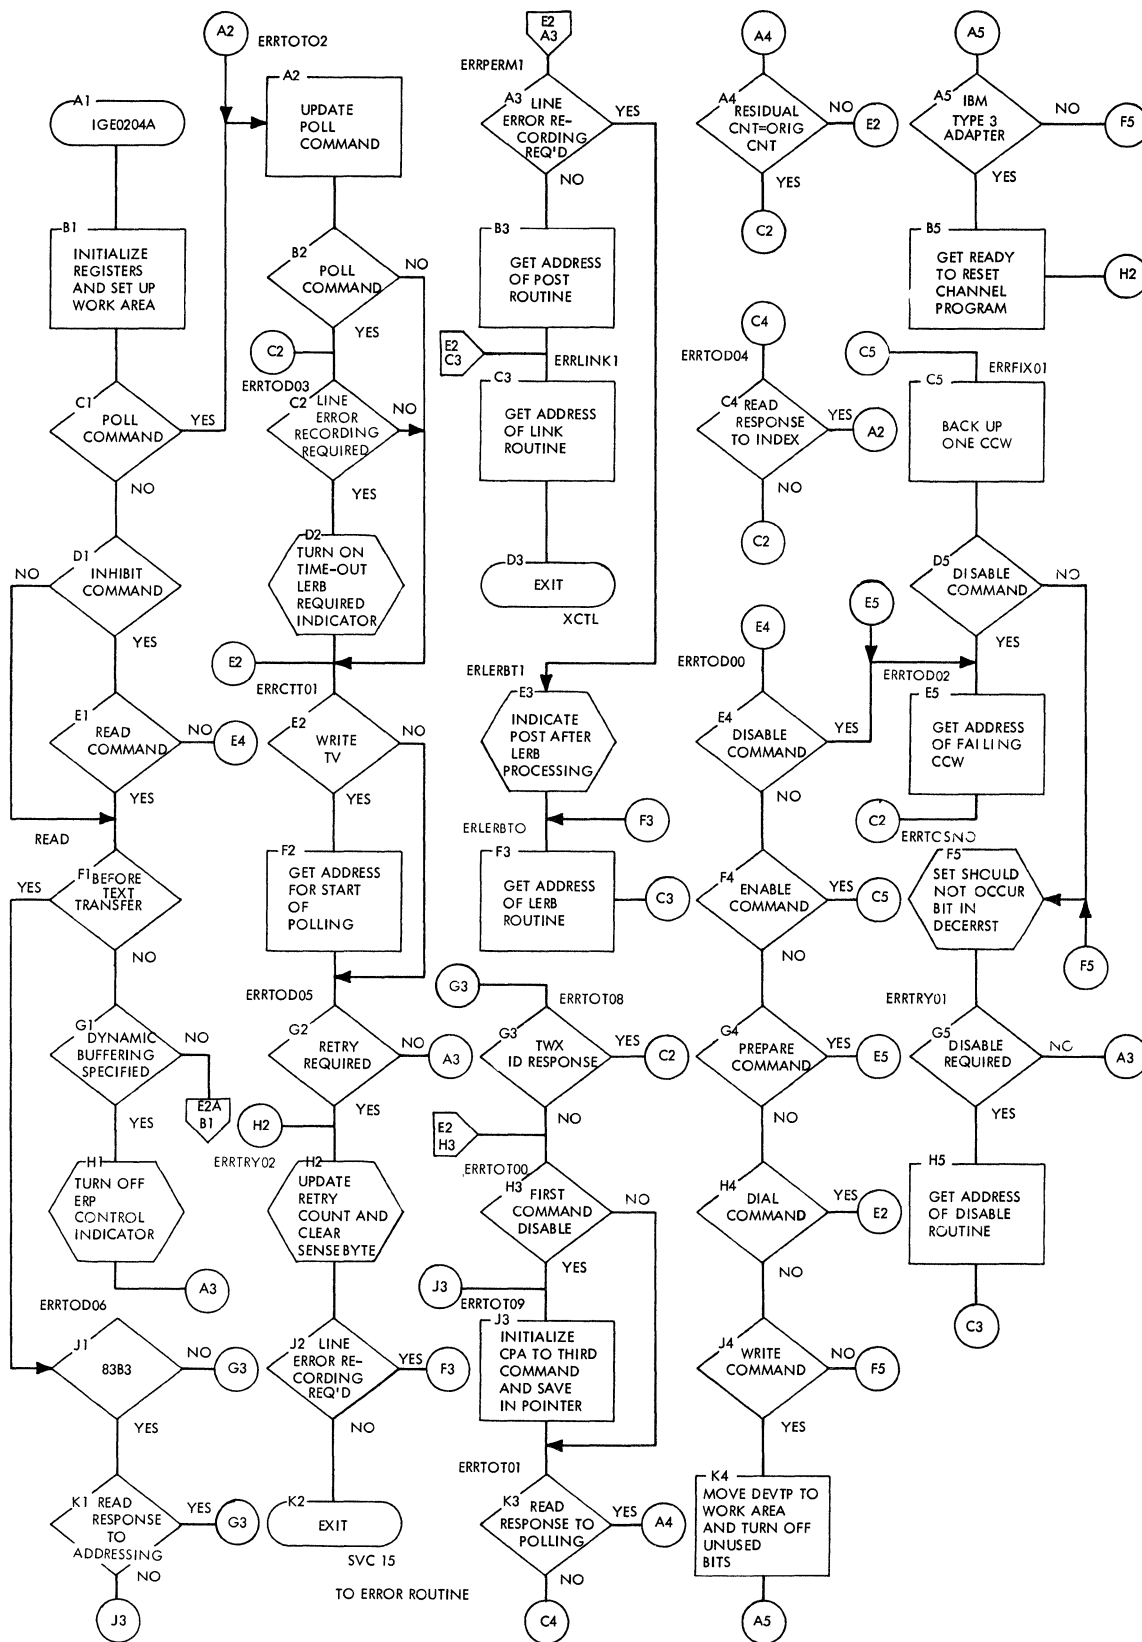 A1
IGE0204A
B1
INITIALIZE
REGISTERS
AND SET UP
WORK AREA
C1
POLL
COMMAND
YES
NO
D1
INHIBIT
COMMAND
NO
YES
E1
READ
COMMAND
NO
E4
YES
READ
F1
BEFORE
TEXT
TRANSFER
YES
NO
G1
DYNAMIC
BUFFERING
SPECIFIED
NO
E2A
B1
YES
H1
TURN OFF
ERP
CONTROL
INDICATOR
A3
ERRTOD06
J1
83B3
NO
G3
YES
K1
READ
RESPONSE
TO
ADDRESSING
YES
G3
NO
J3
A2
ERRTOTO2
A2
UPDATE
POLL
COMMAND
B2
POLL
COMMAND
NO
YES
C2
ERRTOD03
C2
LINE
ERROR
RECORDING
REQUIRED
NO
YES
D2
TURN ON
TIME-OUT
LERB
REQUIRED
INDICATOR
E2
ERRCTT01
E2
WRITE
TV
NO
YES
F2
GET ADDRESS
FOR START
OF
POLLING
ERRTOD05
G2
RETRY
REQUIRED
NO
A3
YES
H2
ERRTRY02
H2
UPDATE
RETRY
COUNT AND
CLEAR
SENSEBYTE
J2
LINE
ERROR RE-
CORDING
REQ'D
YES
F3
NO
K2
EXIT
SVC 15
TO ERROR ROUTINE
E2
A3
ERRPERM1
A3
LINE
ERROR RE-
CORDING
REQ'D
YES
NO
B3
GET ADDRESS
OF POST
ROUTINE
E2
C3
ERRLINK1
C3
GET ADDRESS
OF LINK
ROUTINE
D3
EXIT
XCTL
ERLERBT1
E3
INDICATE
POST AFTER
LERB
PROCESSING
F3
ERLERBTO
F3
GET ADDRESS
OF LERB
ROUTINE
C3
G3
ERRTOT08
G3
TWX
ID RESPONSE
YES
C2
NO
E2
H3
ERRTOT00
H3
FIRST
COMMAND
DISABLE
NO
YES
J3
ERRTOT09
J3
INITIALIZE
CPA TO THIRD
COMMAND
AND SAVE
IN POINTER
ERRTOT01
K3
READ
RESPONSE TO
POLLING
YES
A4
NO
C4
A4
A4
RESIDUAL
CNT=ORIG
CNT
NO
E2
YES
C2
C4
ERRTOD04
C4
READ
RESPONSE
TO INDEX
YES
A2
NO
C2
E4
ERRTOD00
E4
DISABLE
COMMAND
YES
NO
F4
ENABLE
COMMAND
YES
C5
NO
G4
PREPARE
COMMAND
YES
E5
NO
H4
DIAL
COMMAND
YES
E2
NO
J4
WRITE
COMMAND
NO
F5
YES
K4
MOVE DEVTP TO
WORK AREA
AND TURN OFF
UNUSED
BITS
A5
A5
A5
IBM
TYPE 3
ADAPTER
NO
F5
YES
B5
GET READY
TO RESET
CHANNEL
PROGRAM
H2
C5
ERRFIX01
C5
BACK UP
ONE CCW
D5
DISABLE
COMMAND
NO
YES
E5
ERRTOD02
E5
GET ADDRESS
OF FAILING
CCW
C2
ERRTCSNO
F5
SET SHOULD
NOT OCCUR
BIT IN
DECERRST
F5
ERRTRY01
G5
DISABLE
REQUIRED
NO
A3
YES
H5
GET ADDRESS
OF DISABLE
ROUTINE
C3